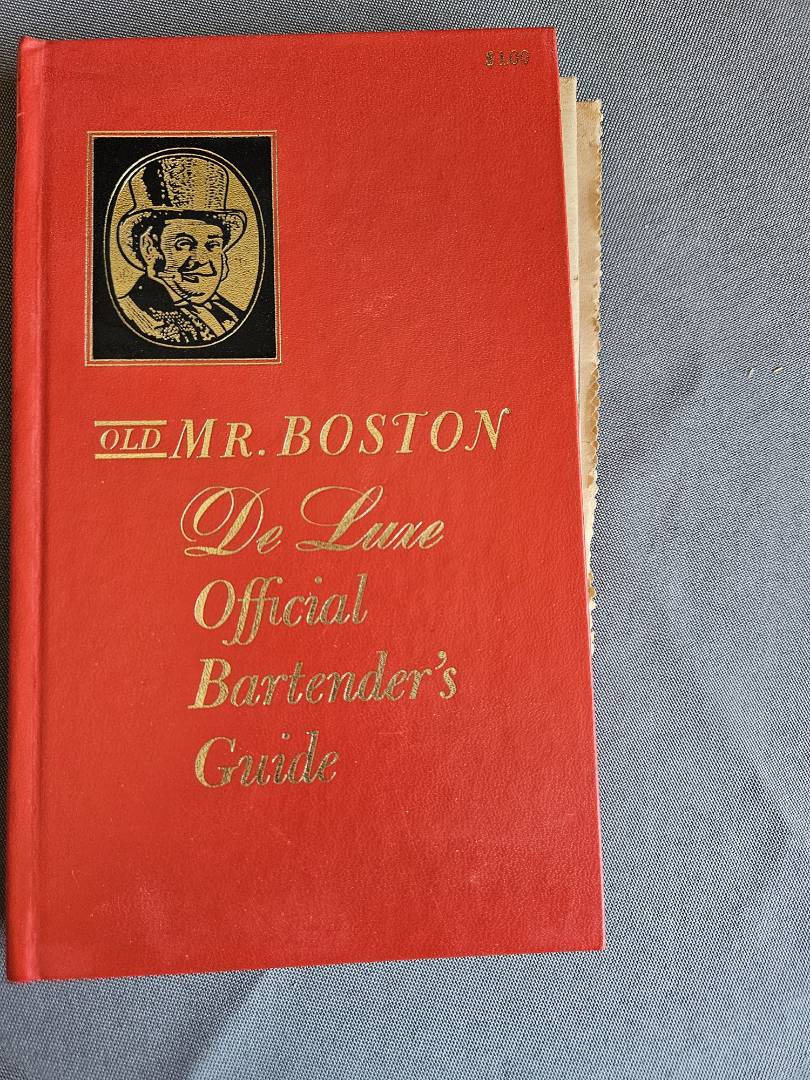 $1.00
OLD MR. BOSTON
De Luxe
Official
Bartender's
Guide